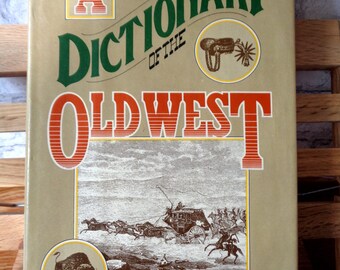 A
DICTIONARY
OF THE
OLD WEST